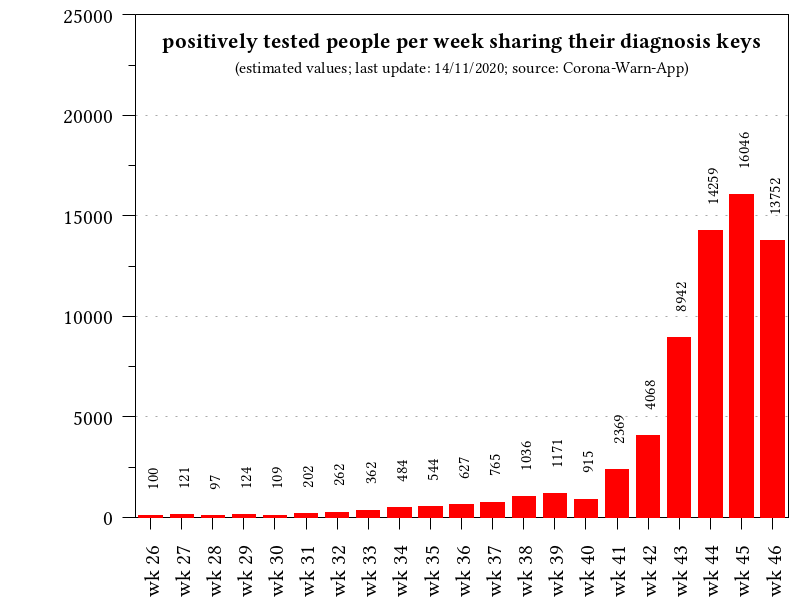 positively tested people per week sharing their diagnosis keys
(estimated values; last update: 14/11/2020; source: Corona-Warn-App)
25000
20000
15000
10000
5000
0
100
121
97
124
109
202
262
362
484
544
627
765
1036
1171
915
2369
4068
8942
14259
16046
13752
wk 26
wk 27
wk 28
wk 29
wk 30
wk 31
wk 32
wk 33
wk 34
wk 35
wk 36
wk 37
wk 38
wk 39
wk 40
wk 41
wk 42
wk 43
wk 44
wk 45
wk 46